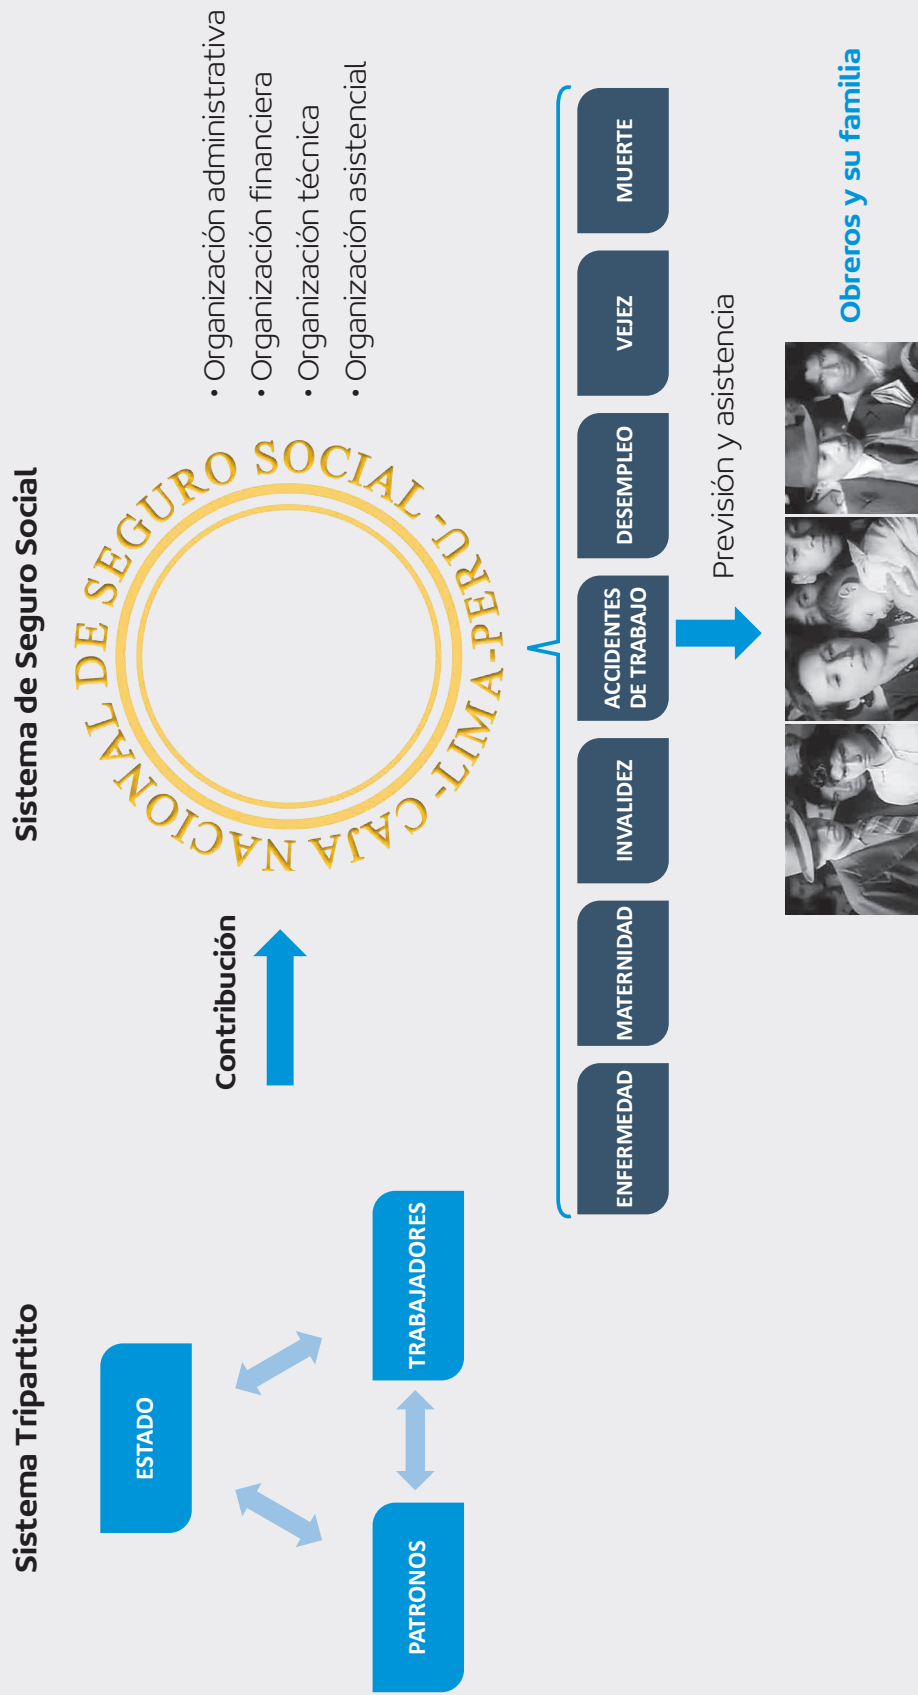 Sistema Tripartito
ESTADO
PATRONOS
TRABAJADORES
Contribución
Sistema de Seguro Social
CAJA NACIONAL DE SEGURO SOCIAL - PERU-LIMA-
• Organización administrativa
• Organización financiera
• Organización técnica
• Organización asistencial
ENFERMEDAD
MATERNIDAD
INVALIDEZ
ACCIDENTES
DE TRABAJO
DESEMPLEO
VEJEZ
MUERTE
Previsión y asistencia
Obreros y su familia